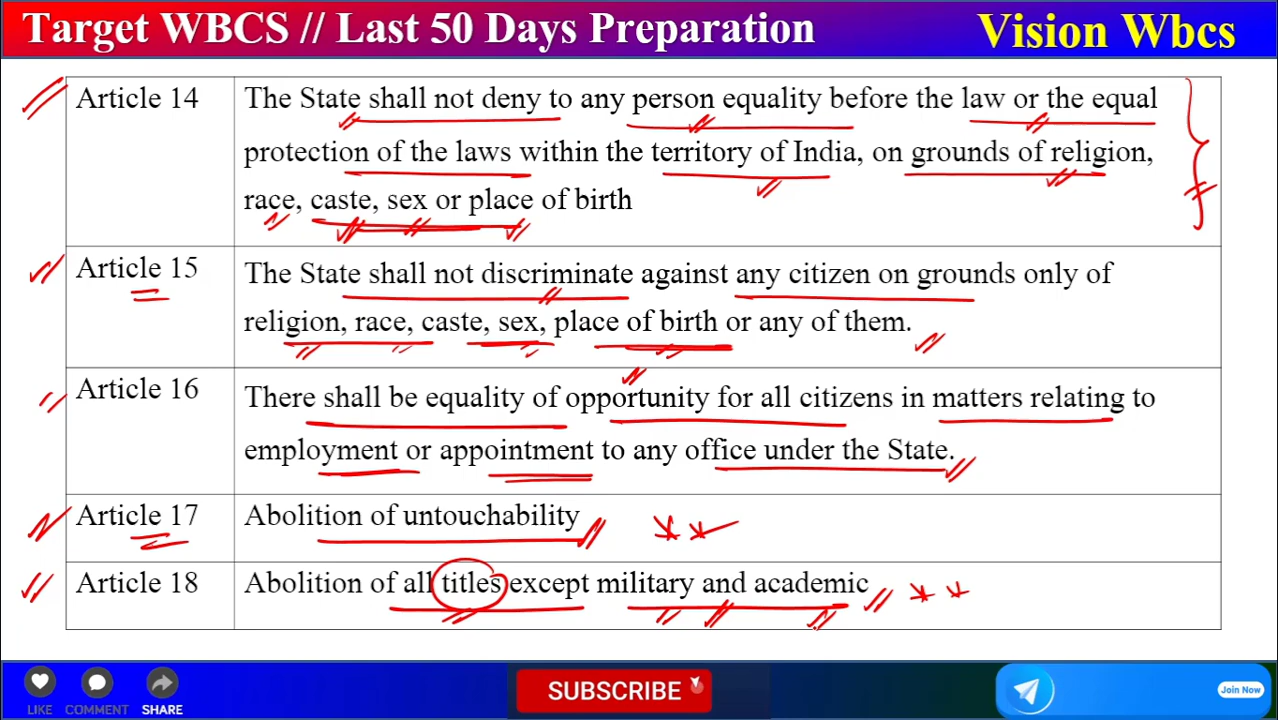 Target WBCS // Last 50 Days Preparation
Vision Wbcs
Article 14
The State shall not deny to any person equality before the law or the equal
protection of the laws within the territory of India, on grounds of religion,
race, caste, sex or place of birth
Article 15
The State shall not discriminate against any citizen on grounds only of
religion, race, caste, sex, place of birth or any of them.
Article 16
There shall be equality of opportunity for all citizens in matters relating to
employment or appointment to any office under the State.
Article 17
Abolition of untouchability
Article 18
Abolition of all titles except military and academic
LIKE
COMMENT
SHARE
SUBSCRIBE
Join Now